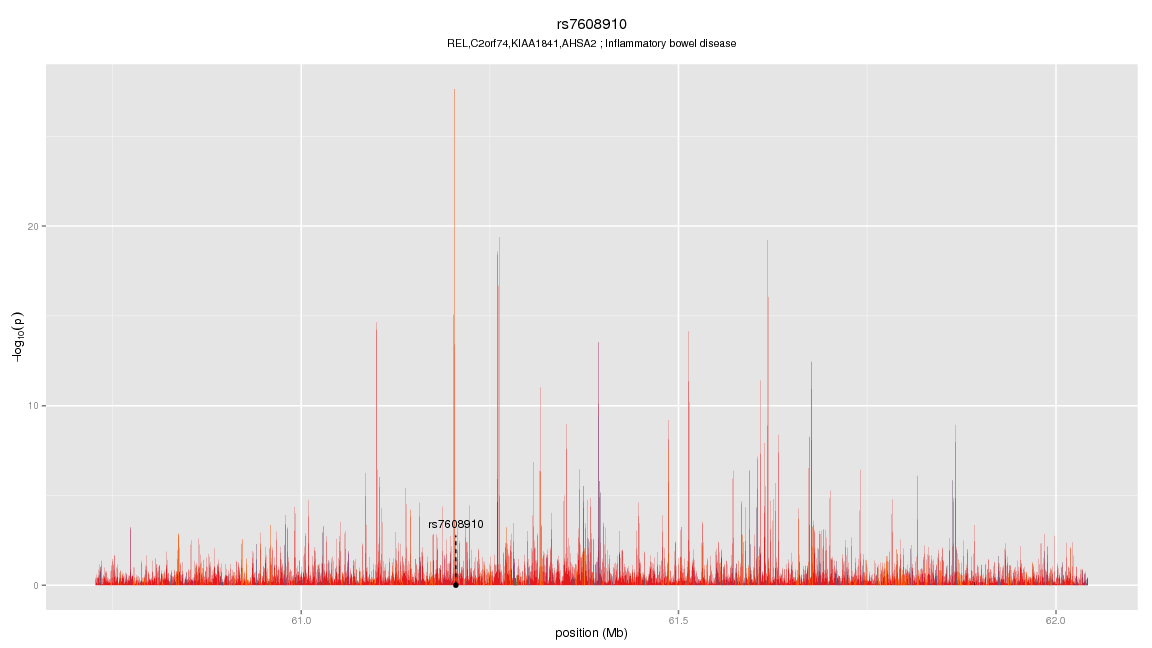 rs7608910
REL,C2orf74,KIAA1841,AHSA2 ; Inflammatory bowel disease
−log10(p)
20
10
0
rs7608910
61.0 61.5 62.0
position (Mb)